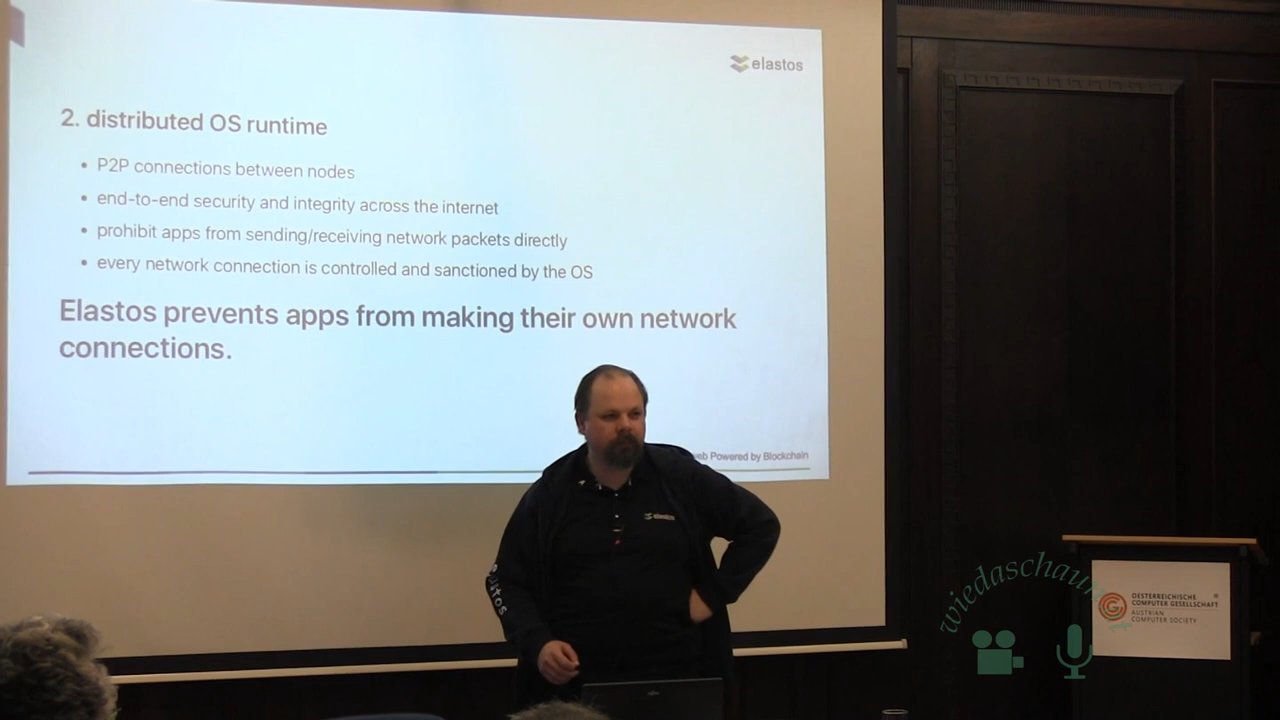 elastos
2. distributed OS runtime
• P2P connections between nodes
• end-to-end security and integrity across the internet
• prohibit apps from sending/receiving network packets directly
• every network connection is controlled and sanctioned by the OS
Elastos prevents apps from making their own network
connections.
Powered by Blockchain
elastos
wiedaschaun
OESTERREICHISCHE
COMPUTER GESELLSCHAFT
AUSTRIAN
COMPUTER SOCIETY